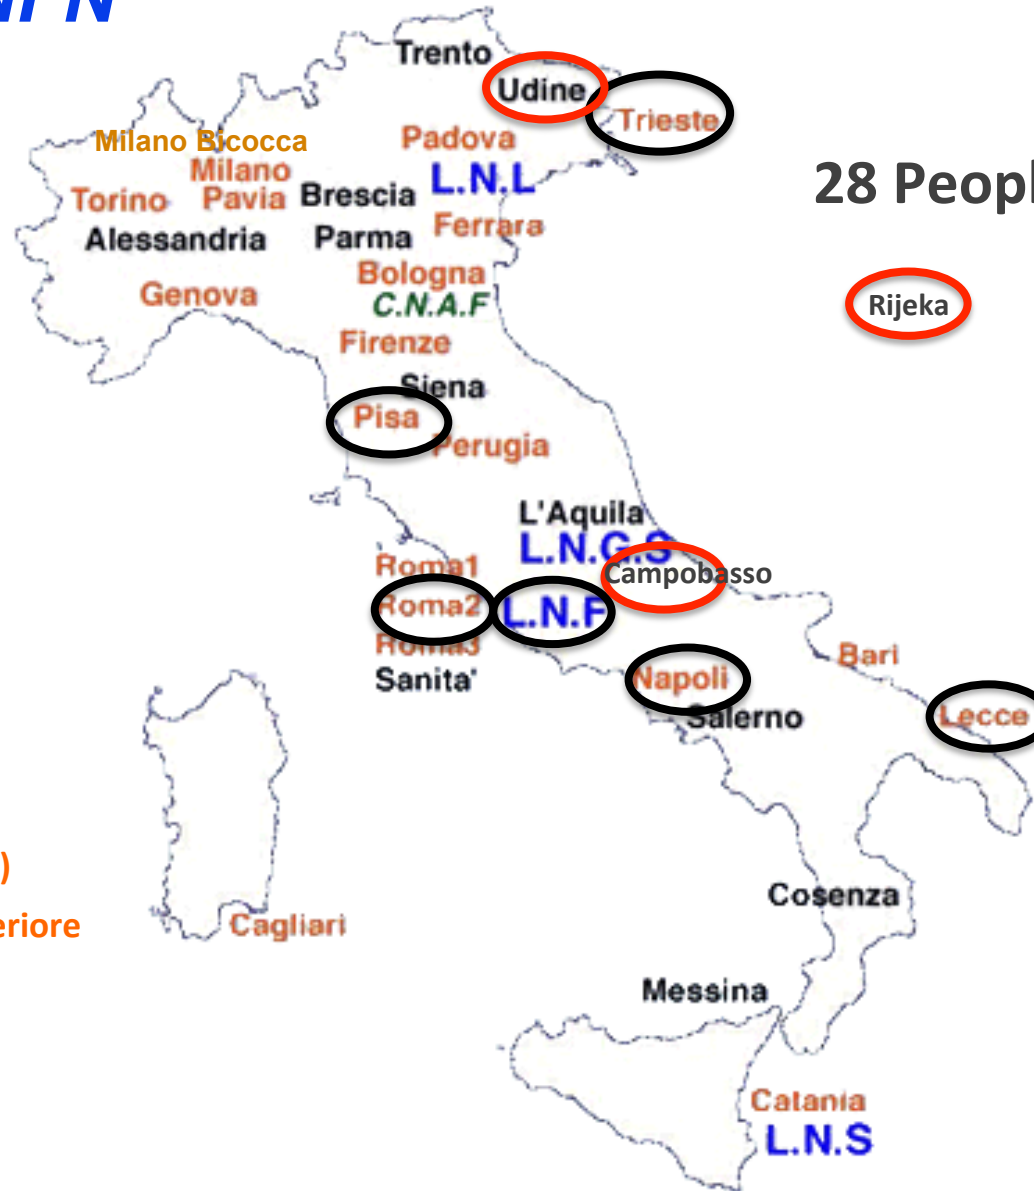 Trento
Udine
Trieste
Milano Bicocca
Padova
Milano
L.N.L
28 Peopl
Torino
Pavia
Brescia
Ferrara
Alessandria
Parma
Bologna
Genova
C.N.A.F
Rijeka
Firenze
Siena
Pisa
Perugia
L'Aquila
L.N.G.S
Roma1
Campobasso
Roma2
L.N.F
Roma3
Sanita'
Napoli
Bari
Salerno
Lecce
)
eriore
Cosenza
Cagliari
Messina
Catania
L.N.S